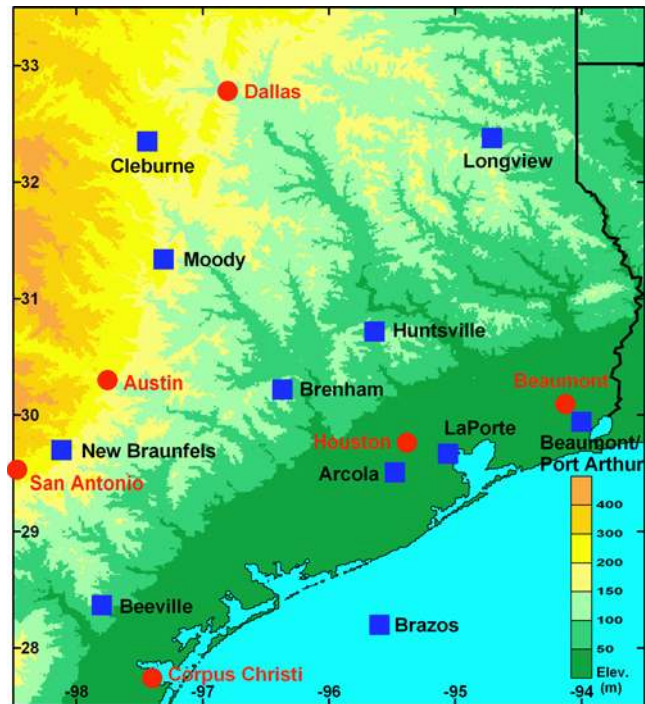 33
Dallas
Cleburne
Longview
32
Moody
31
Huntsville
Austin
Brenham
Beaumont
30
LaPorte
Houston
Beaumont/
Port Arthur
New Braunfels
Arcola
San Antonio
400
300
29
200
150
Beeville
100
Brazos
28
50
Corpus Christi
Elev.
(m)
-98
-97
-96
-95
-94